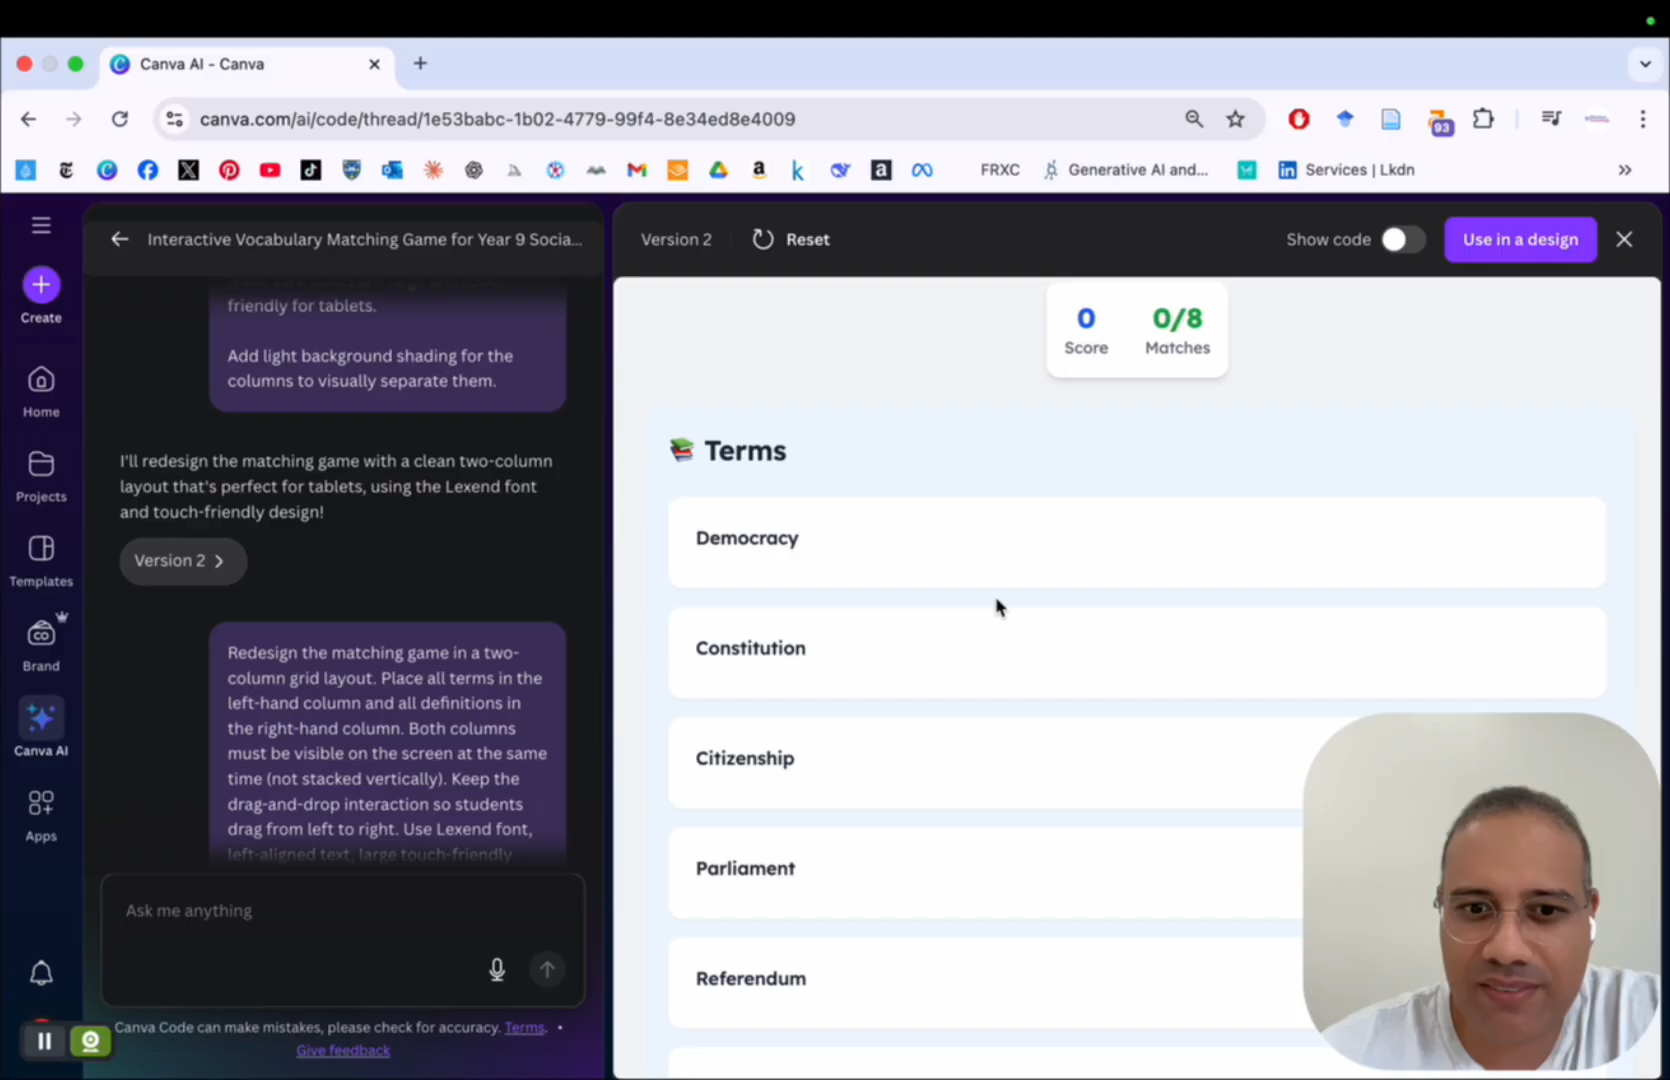 Canva AI - Canva
canva.com/ai/code/thread/1e53babc-1b02-4779-99f4-8e34ed8e4009
93
FRXC
Generative AI and...
Services | Lkdn
Create
Home
Projects
Templates
Brand
Canva AI
Apps
Interactive Vocabulary Matching Game for Year 9 Socia...
friendly for tablets.
Add light background shading for the
columns to visually separate them.
I'll redesign the matching game with a clean two-column
layout that's perfect for tablets, using the Lexend font
and touch-friendly design!
Version 2
Redesign the matching game in a two-
column grid layout. Place all terms in the
left-hand column and all definitions in
the right-hand column. Both columns
must be visible on the screen at the same
time (not stacked vertically). Keep the
drag-and-drop interaction so students
drag from left to right. Use Lexend font,
left-aligned text, large touch-friendly
Ask me anything
Canva Code can make mistakes, please check for accuracy. Terms. •
Give feedback
Version 2
Reset
Show code
Use in a design
0
Score
0/8
Matches
Terms
Democracy
Constitution
Citizenship
Parliament
Referendum